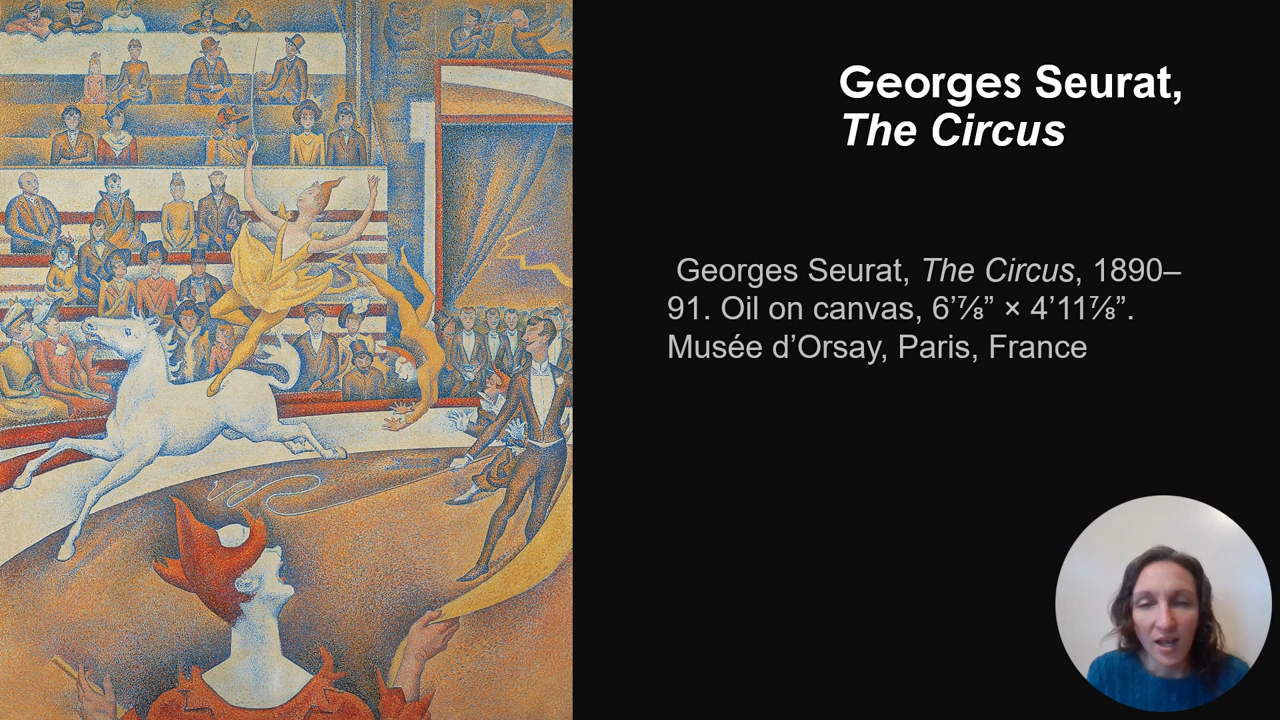 Georges Seurat,
The Circus
Georges Seurat, The Circus, 1890–
91. Oil on canvas, 6’⅞” × 4’11⅞”.
Musée d’Orsay, Paris, France